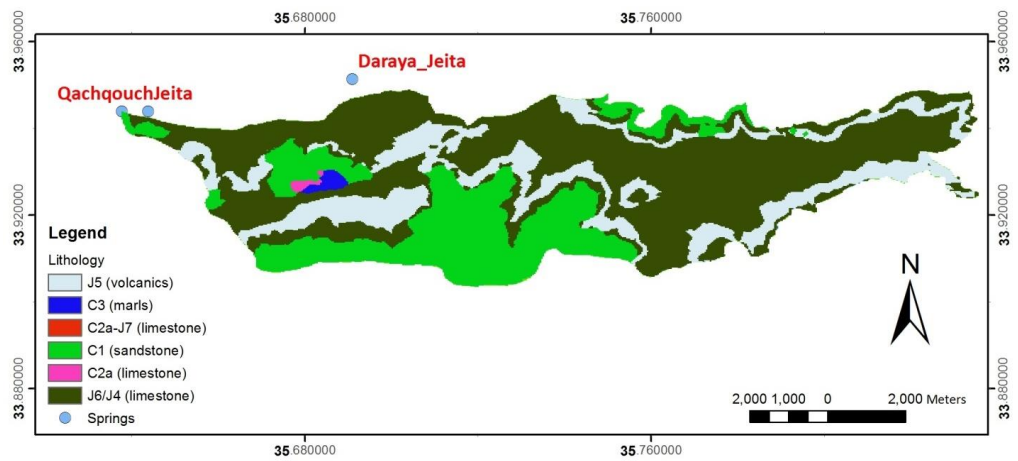 35.680000 35.760000
33.960000 33.960000
Daraya_Jeita
QachqouchJeita
33.920000 33.920000
Legend
Lithology
J5 (volcanics)
C3 (marls)
C2a-J7 (limestone)
C1 (sandstone)
C2a (limestone)
J6/J4 (limestone)
Springs
N
2,000 1,000 0 2,000 Meters
33.880000 33.880000
35.680000 35.760000